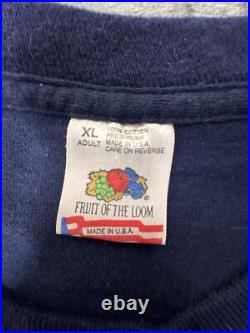 XL
ADULT
100% COTTON
PRESHRUNK
MADE IN U.S.A.
CARE ON REVERSE
®
FRUIT OF THE LOOM
MADE IN U.S.A.